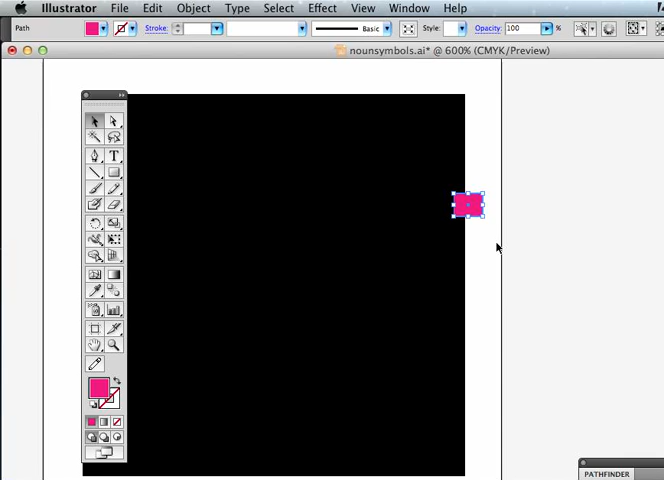 Illustrator File Edit Object Type Select Effect View Window Help
Path Stroke: Basic Style: Opacity: 100 %
nounsymbols.ai* @ 600% (CMYK/Preview)
T
PATHFINDER